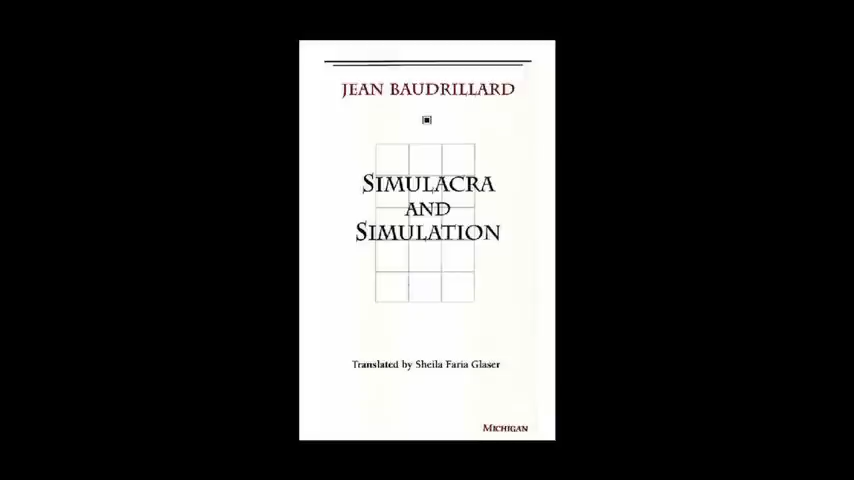 JEAN BAUDRILLARD
SIMULACRA
AND
SIMULATION
Translated by Sheila Faria Glaser
MICHIGAN